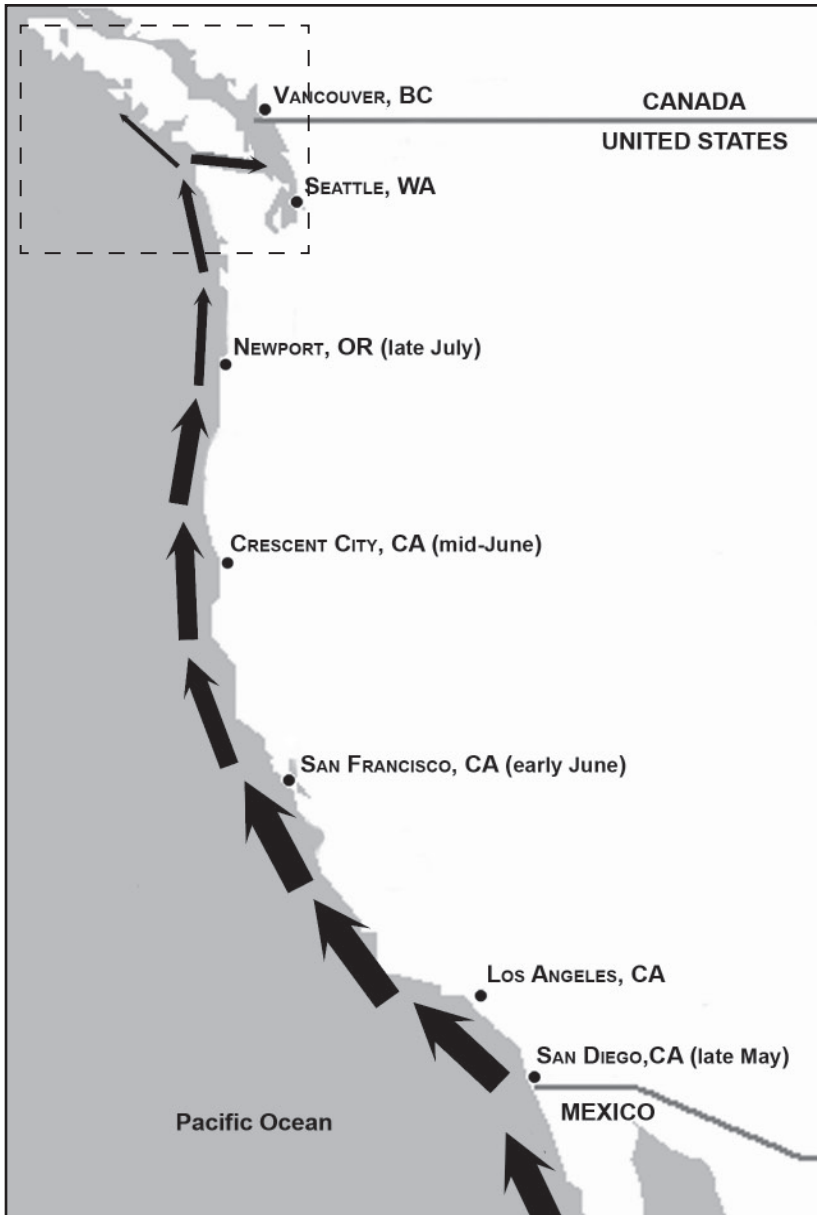 Vancouver, BC
CANADA
UNITED STATES
Seattle, WA
Newport, OR (late July)
Crescent City, CA (mid-June)
San Francisco, CA (early June)
Los Angeles, CA
San Diego,CA (late May)
MEXICO
Pacific Ocean